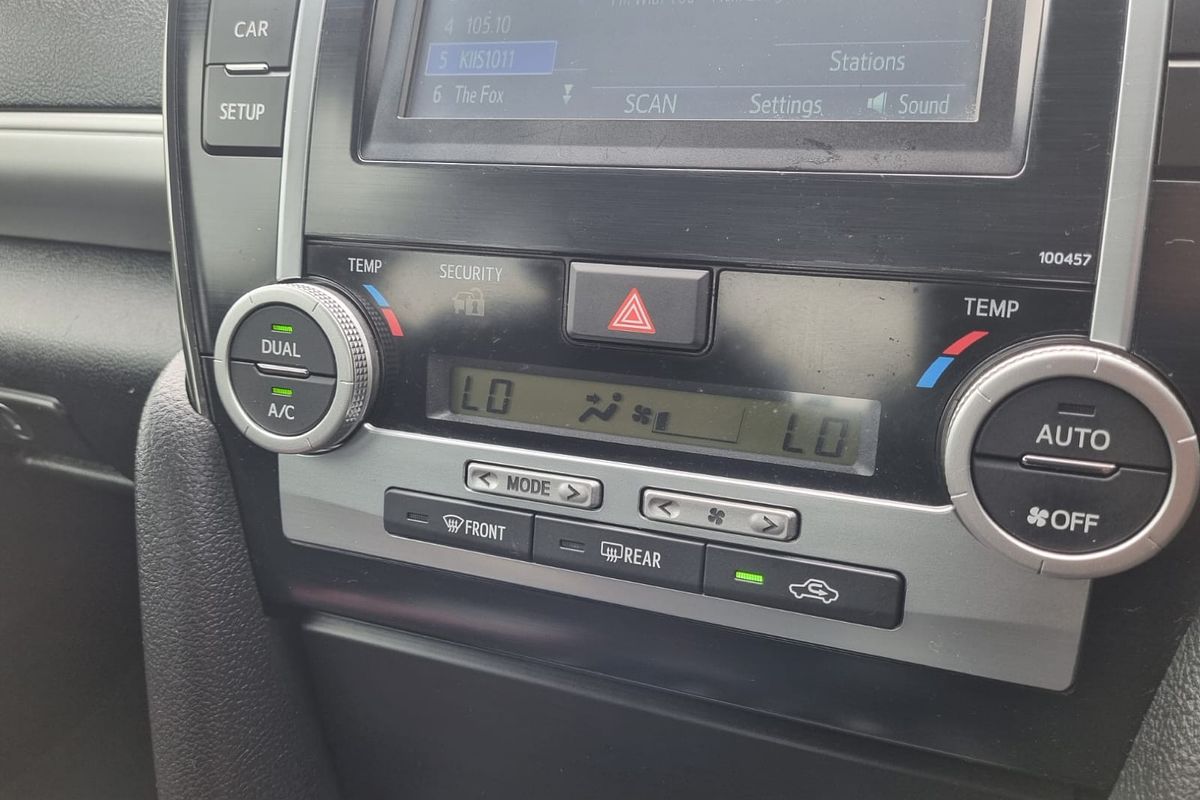 CAR
SETUP
4 105.10
5 KIIS1011
6 The Fox
SCAN
Stations
Settings
Sound
100457
TEMP
SECURITY
TEMP
DUAL
A/C
LO
LO
AUTO
OFF
< MODE >
< >
FRONT
REAR